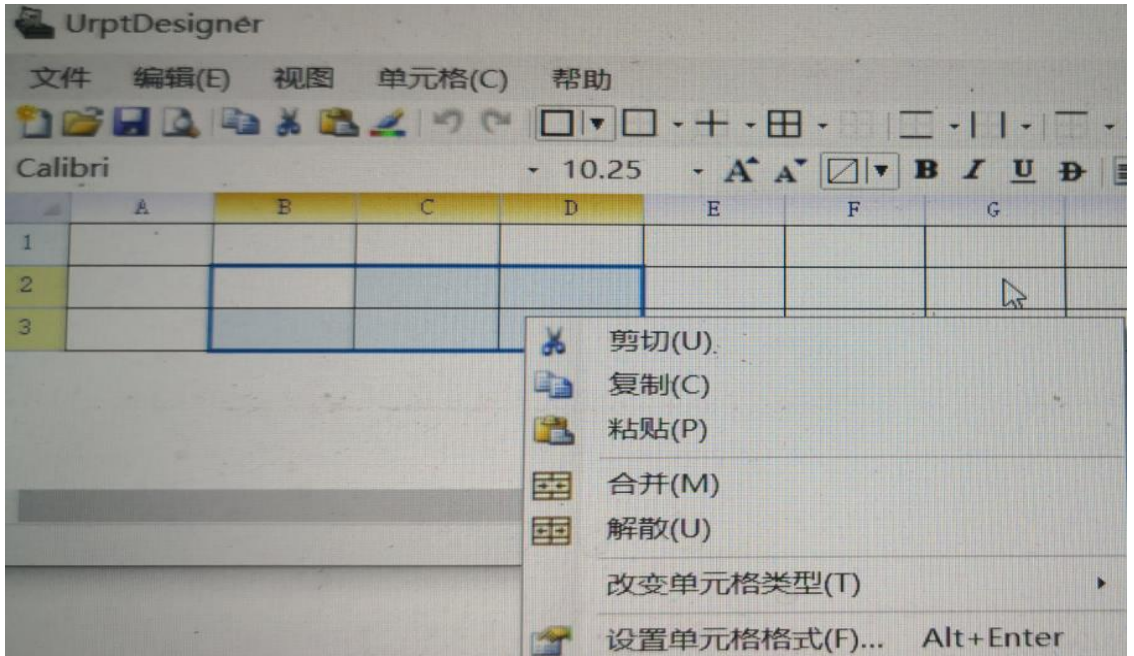 UrptDesigner
文件 编辑(E) 视图 单元格(C) 帮助
Calibri 10.25 A A B I U D
A B C D E F G
1
2
3
剪切(U)
复制(C)
粘贴(P)
合并(M)
解散(U)
改变单元格类型(T)
设置单元格格式(F)... Alt+Enter